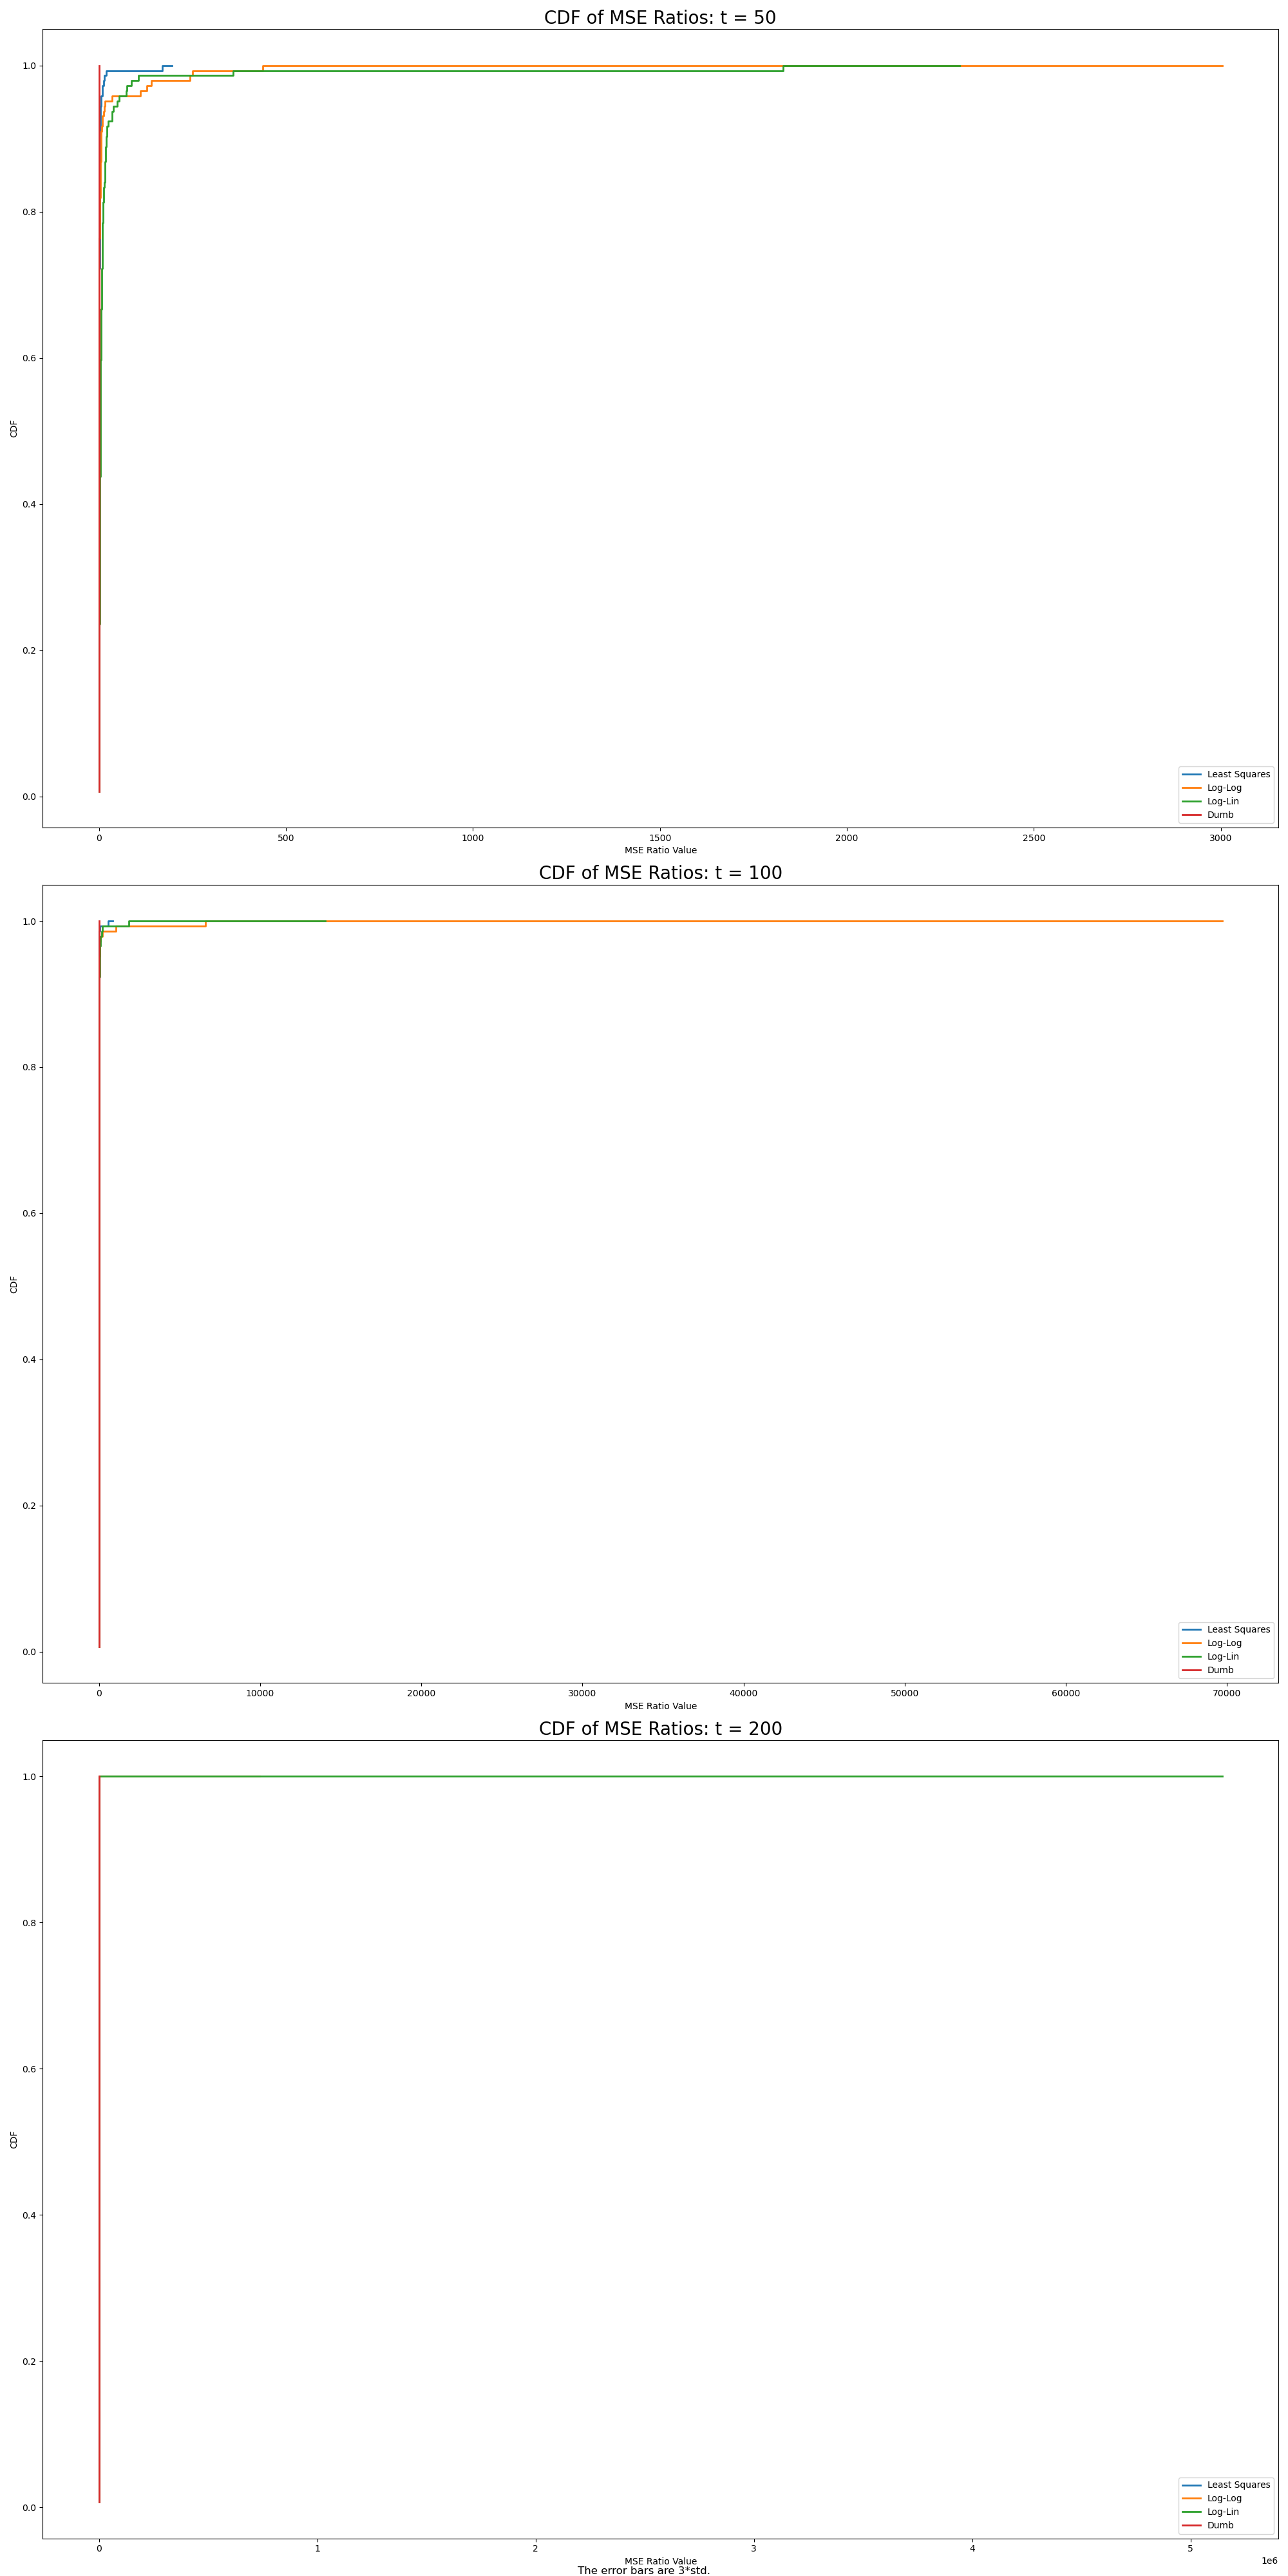 CDF of MSE Ratios: t = 50
1.0
0.8
0.6
CDF
0.4
0.2
0.0
Least Squares
Log-Log
Log-Lin
Dumb
0 500 1000 1500 2000 2500 3000
MSE Ratio Value
CDF of MSE Ratios: t = 100
1.0
0.8
0.6
CDF
0.4
0.2
0.0
Least Squares
Log-Log
Log-Lin
Dumb
0 10000 20000 30000 40000 50000 60000 70000
MSE Ratio Value
CDF of MSE Ratios: t = 200
1.0
0.8
0.6
CDF
0.4
0.2
0.0
Least Squares
Log-Log
Log-Lin
Dumb
0 1 2 3 4 5
MSE Ratio Value 1e6
The error bars are 3*std.